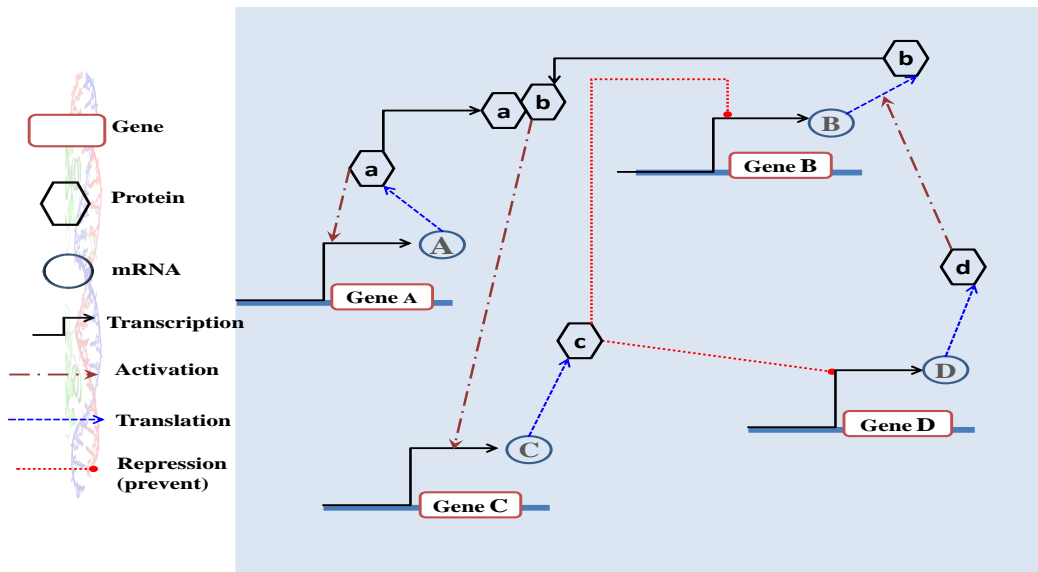 Gene
Protein
mRNA
Transcription
Activation
Translation
Repression
(prevent)
b
a b
a
A
Gene A
B
Gene B
d
c
D
Gene D
C
Gene C